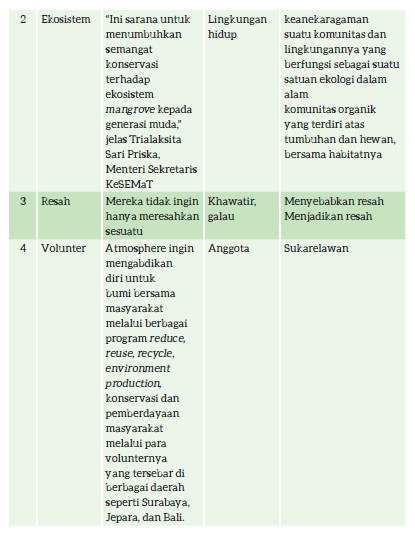 2
Ekosistem
“Ini sarana untuk
menumbuhkan
semangat
konservasi
terhadap
ekosistem
mangrove kepada
generasi muda,”
jelas Trialaksita
Sari Priska,
Menteri Sekretaris
KeSEMaT
Lingkungan
hidup
keanekaragaman
suatu komunitas dan
lingkungannya yang
berfungsi sebagai suatu
satuan ekologi dalam
alam
komunitas organik
yang terdiri atas
tumbuhan dan hewan,
bersama habitatnya
3
Resah
Mereka tidak ingin
hanya meresahkan
sesuatu
Khawatir,
galau
Menyebabkan resah
Menjadikan resah
4
Volunter
Atmosphere ingin
mengabdikan
diri untuk
bumi bersama
masyarakat
melalui berbagai
program reduce,
reuse, recycle,
environment
production,
konservasi dan
pemberdayaan
masyarakat
melalui para
volunternya
yang tersebar di
berbagai daerah
seperti Surabaya,
Jepara, dan Bali.
Anggota
Sukarelawan